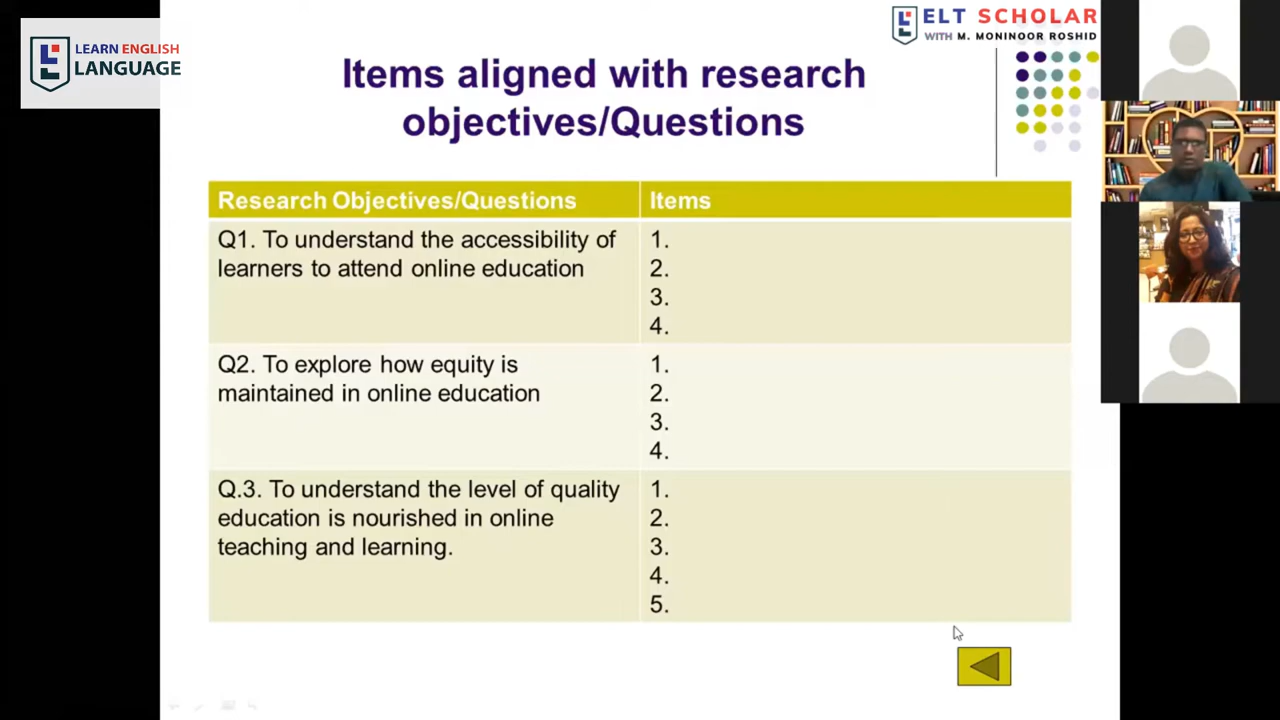 LEARN ENGLISH
LANGUAGE
ELT SCHOLAR
WITH M. MONINOOR ROSHID
Items aligned with research
objectives/Questions
Research Objectives/Questions
Items
Q1. To understand the accessibility of
learners to attend online education
1.
2.
3.
4.
Q2. To explore how equity is
maintained in online education
1.
2.
3.
4.
Q.3. To understand the level of quality
education is nourished in online
teaching and learning.
1.
2.
3.
4.
5.